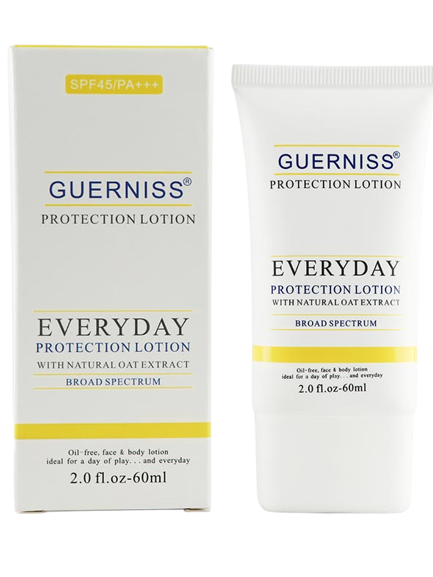 SPF45/PA+++
GUERNISS®
PROTECTION LOTION
EVERYDAY
PROTECTION LOTION
WITH NATURAL OAT EXTRACT
BROAD SPECTRUM
Oil-free, face & body lotion
ideal for a day of play. . . and everyday
2.0 fl.oz-60ml
GUERNISS®
PROTECTION LOTION
EVERYDAY
PROTECTION LOTION
WITH NATURAL OAT EXTRACT
BROAD SPECTRUM
Oil-free, face & body lotion
ideal for a day of play. . . and everyday
2.0 fl.oz-60ml